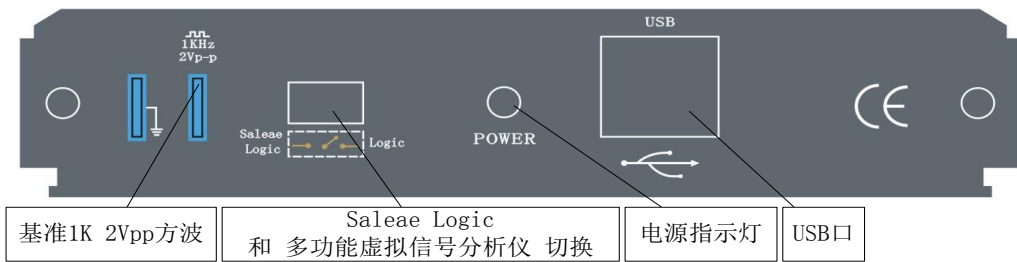 USB
1KHz
2Vp-p
Saleae
Logic
Logic
POWER
CE
基准1K 2Vpp方波
Saleae Logic
和 多功能虚拟信号分析仪 切换
电源指示灯
USB口